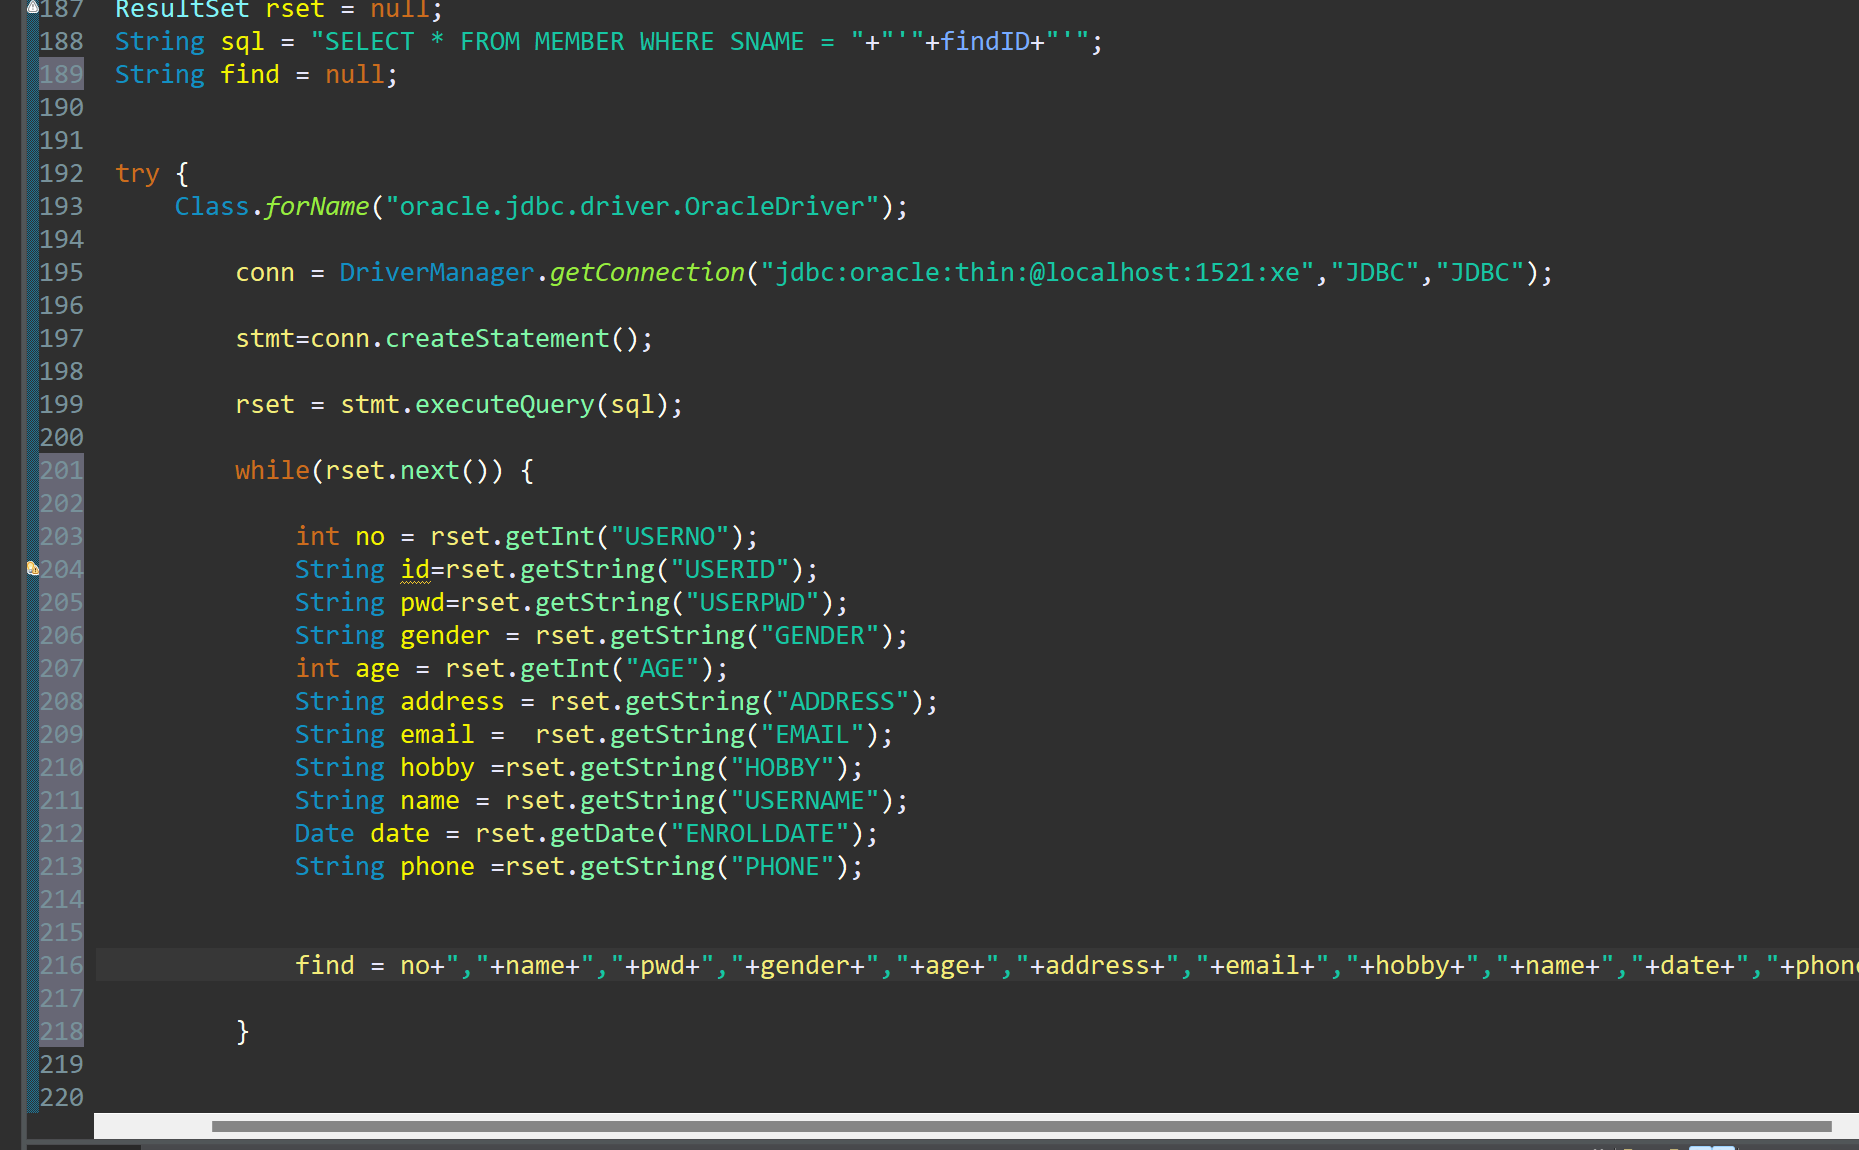 187 ResultSet rset = null;
188 String sql = "SELECT * FROM MEMBER WHERE SNAME = "+"'"+findID+"'";
189 String find = null;
190
191
192 try {
193 Class.forName("oracle.jdbc.driver.OracleDriver");
194
195 conn = DriverManager.getConnection("jdbc:oracle:thin:@localhost:1521:xe","JDBC","JDBC");
196
197 stmt=conn.createStatement();
198
199 rset = stmt.executeQuery(sql);
200
201 while(rset.next()) {
202
203 int no = rset.getInt("USERNO");
204 String id=rset.getString("USERID");
205 String pwd=rset.getString("USERPWD");
206 String gender = rset.getString("GENDER");
207 int age = rset.getInt("AGE");
208 String address = rset.getString("ADDRESS");
209 String email =  rset.getString("EMAIL");
210 String hobby =rset.getString("HOBBY");
211 String name = rset.getString("USERNAME");
212 Date date = rset.getDate("ENROLLDATE");
213 String phone =rset.getString("PHONE");
214
215
216 find = no+","+name+","+pwd+","+gender+","+age+","+address+","+email+","+hobby+","+name+","+date+","+phon
217
218 }
219
220